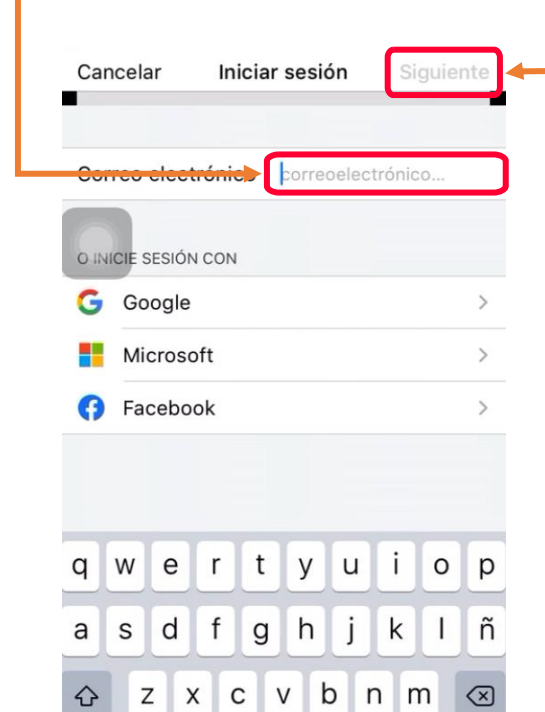 Cancelar Iniciar sesión Siguiente
Correo electrónico correoelectrónico...
O INICIE SESIÓN CON
Google
Microsoft
Facebook
q w e r t y u i o p
a s d f g h j k l ñ
z x c v b n m